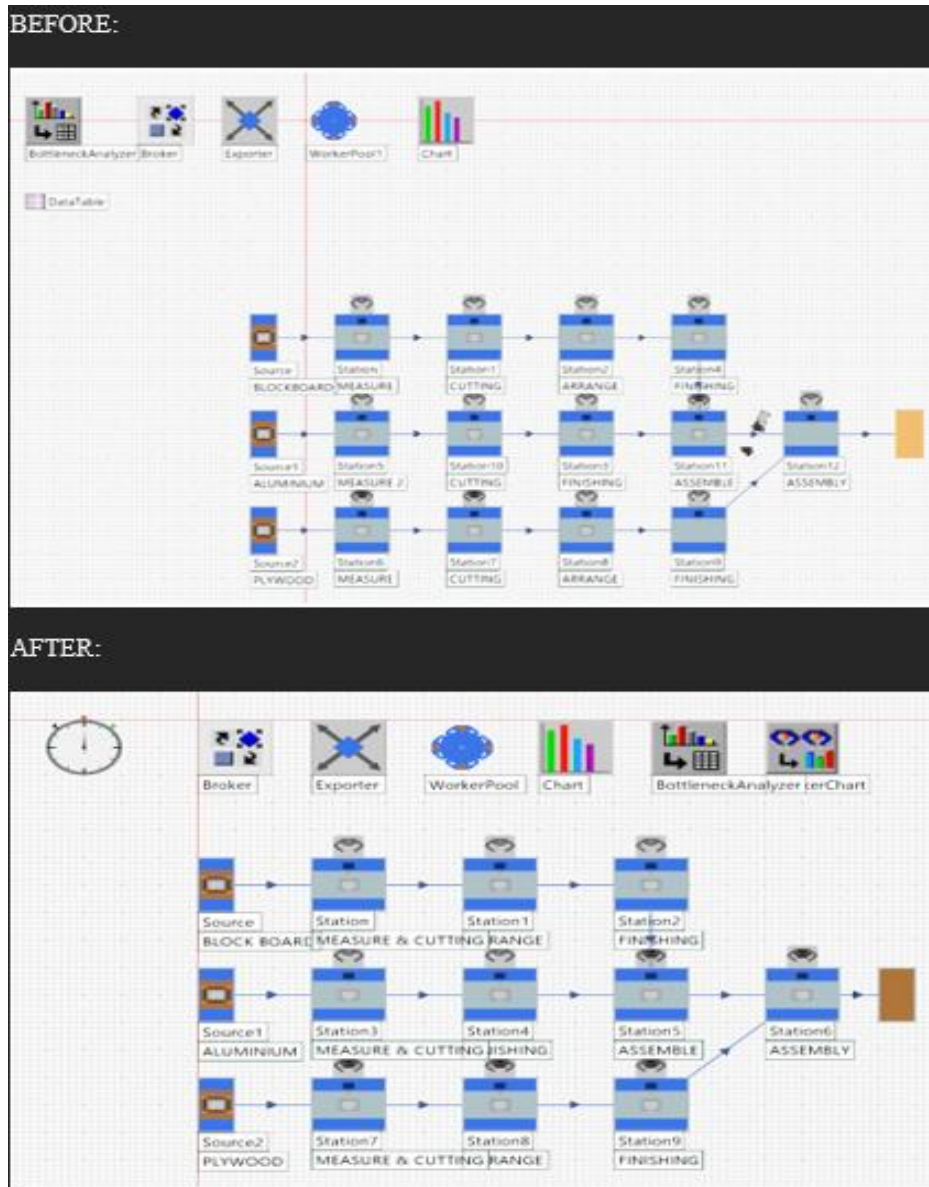 BEFORE:
BottleneckAnalyzer Broker Exporter WorkerPool1 Chart
DataTable
Source Station Station1 Station2 Station4
BLOCKBOARD MEASURE CUTTING ARRANGE FINISHING
Source1 Station5 Station10 Station3 Station11 Station12
ALUMINIUM MEASURE 2 CUTTING FINISHING ASSEMBLE ASSEMBLY
Source2 Station6 Station7 Station8 Station9
PLYWOOD MEASURE CUTTING ARRANGE FINISHING
AFTER:
Broker Exporter WorkerPool Chart BottleneckAnalyzer kerChart
Source Station Station1 Station2
BLOCK BOARD MEASURE & CUTTING RANGE FINISHING
Source1 Station3 Station4 Station5 Station6
ALUMINIUM MEASURE & CUTTING ISHING ASSEMBLE ASSEMBLY
Source2 Station7 Station8 Station9
PLYWOOD MEASURE & CUTTING RANGE FINISHING